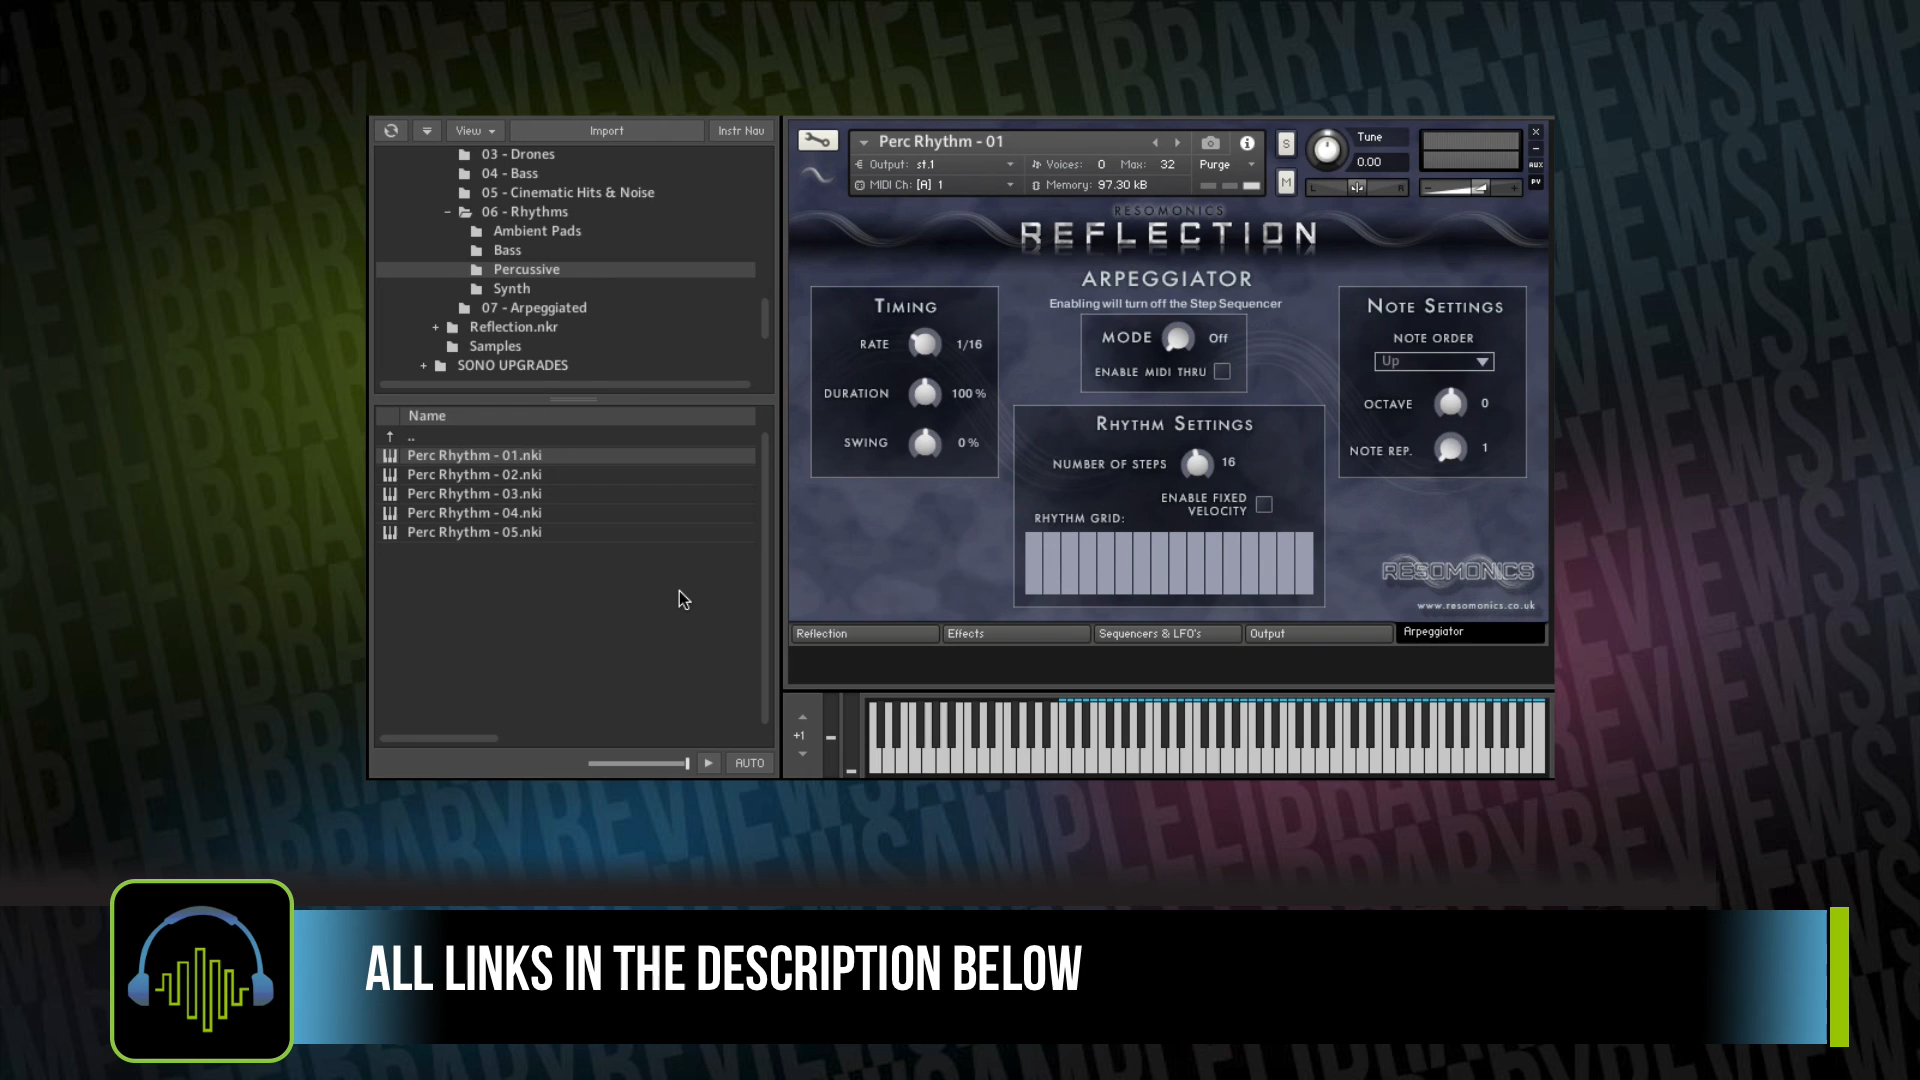 View
Import
Instr Nav
03 - Drones
04 - Bass
05 - Cinematic Hits & Noise
06 - Rhythms
Ambient Pads
Bass
Percussive
Synth
07 - Arpeggiated
Reflection.nkr
Samples
SONO UPGRADES
Name
..
Perc Rhythm - 01.nki
Perc Rhythm - 02.nki
Perc Rhythm - 03.nki
Perc Rhythm - 04.nki
Perc Rhythm - 05.nki
AUTO
Perc Rhythm - 01
Output: st.1
Voices: 0 Max: 32
Purge
MIDI Ch: [A] 1
Memory: 97.30 kB
S
M
Tune
0.00
L R
AUX
PV
RESOMONICS
REFLECTION
ARPEGGIATOR
Enabling will turn off the Step Sequencer
TIMING
RATE 1/16
DURATION 100 %
SWING 0 %
MODE Off
ENABLE MIDI THRU
RHYTHM SETTINGS
NUMBER OF STEPS 16
ENABLE FIXED
VELOCITY
RHYTHM GRID:
NOTE SETTINGS
NOTE ORDER
Up
OCTAVE 0
NOTE REP. 1
RESOMONICS
www.resomonics.co.uk
Reflection
Effects
Sequencers & LFO's
Output
Arpeggiator
+1
ALL LINKS IN THE DESCRIPTION BELOW